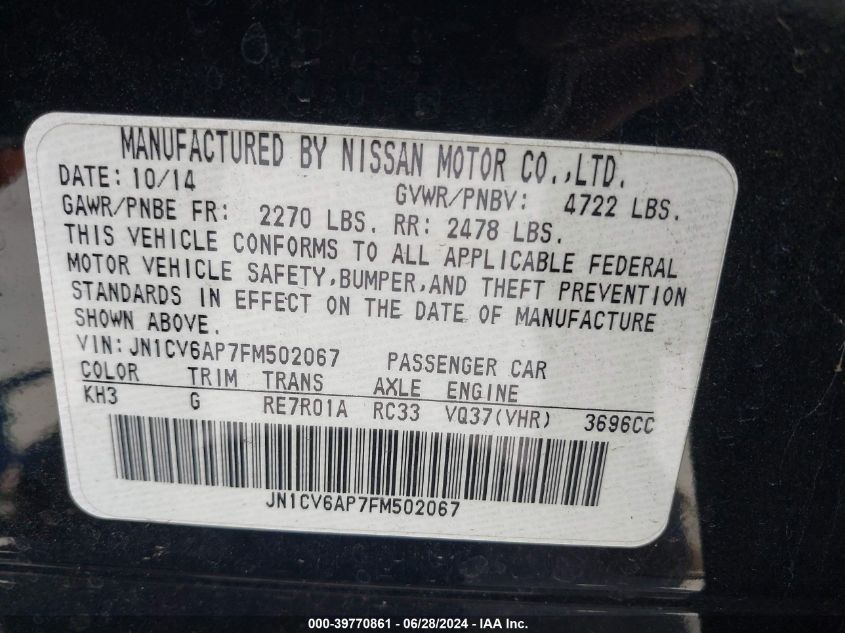 MANUFACTURED BY NISSAN MOTOR CO.,LTD.
DATE: 10/14 GVWR/PNBV: 4722 LBS.
GAWR/PNBE FR: 2270 LBS. RR: 2478 LBS.
THIS VEHICLE CONFORMS TO ALL APPLICABLE FEDERAL
MOTOR VEHICLE SAFETY,BUMPER,AND THEFT PREVENTION
STANDARDS IN EFFECT ON THE DATE OF MANUFACTURE
SHOWN ABOVE.
VIN: JN1CV6AP7FM502067 PASSENGER CAR
COLOR TRIM TRANS AXLE ENGINE
KH3 G RE7R01A RC33 VQ37(VHR) 3696CC
JN1CV6AP7FM502067
000-39770861 - 06/28/2024 - IAA Inc.